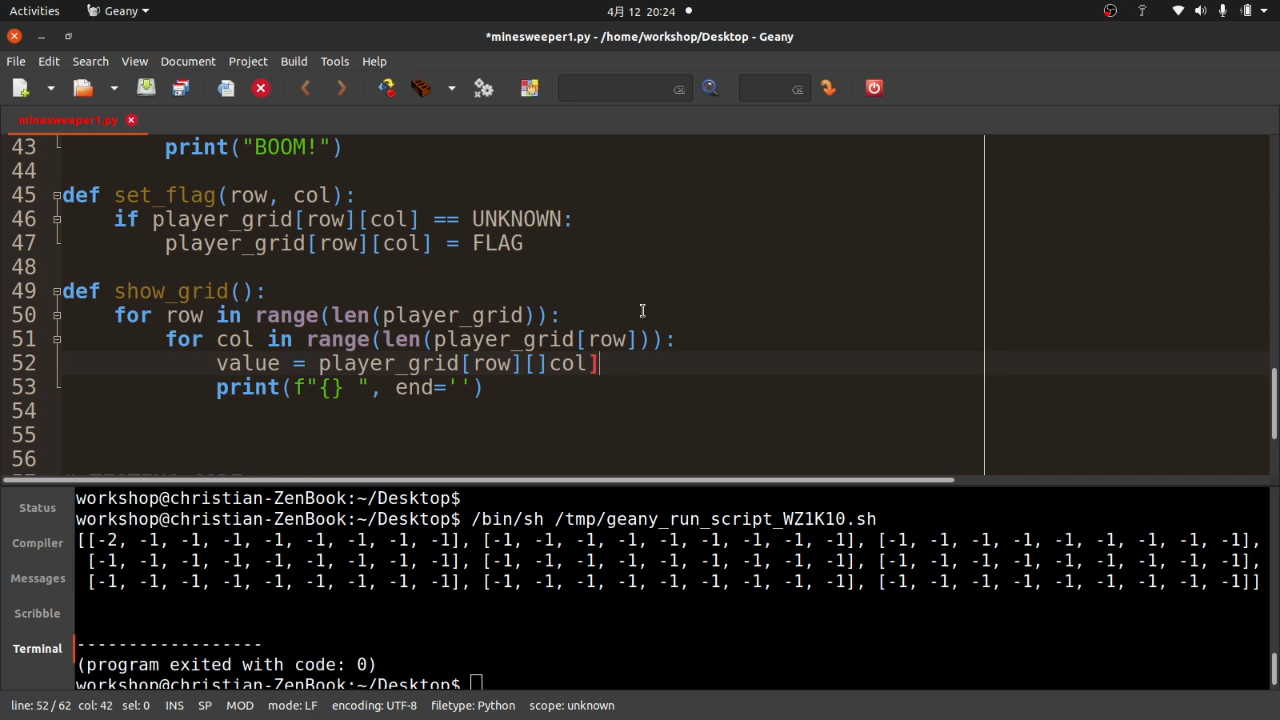 Activities
Geany
4月 12 20:24
*minesweeper1.py - /home/workshop/Desktop - Geany
File Edit Search View Document Project Build Tools Help
minesweeper1.py
43 print("BOOM!")
44
45 def set_flag(row, col):
46 if player_grid[row][col] == UNKNOWN:
47 player_grid[row][col] = FLAG
48
49 def show_grid():
50 for row in range(len(player_grid)):
51 for col in range(len(player_grid[row])):
52 value = player_grid[row][]col]
53 print(f"{} ", end='')
54
55
56
Status
Compiler
Messages
Scribble
Terminal
workshop@christian-ZenBook:~/Desktop$
workshop@christian-ZenBook:~/Desktop$ /bin/sh /tmp/geany_run_script_WZ1K10.sh
[[-2, -1, -1, -1, -1, -1, -1, -1, -1], [-1, -1, -1, -1, -1, -1, -1, -1, -1], [-1, -1, -1, -1, -1, -1, -1, -1, -1],
[-1, -1, -1, -1, -1, -1, -1, -1, -1], [-1, -1, -1, -1, -1, -1, -1, -1, -1], [-1, -1, -1, -1, -1, -1, -1, -1, -1],
[-1, -1, -1, -1, -1, -1, -1, -1, -1], [-1, -1, -1, -1, -1, -1, -1, -1, -1], [-1, -1, -1, -1, -1, -1, -1, -1, -1]]
------------------
(program exited with code: 0)
workshop@christian-ZenBook:~/Desktop$
line: 52 / 62 col: 42 sel: 0 INS SP MOD mode: LF encoding: UTF-8 filetype: Python scope: unknown